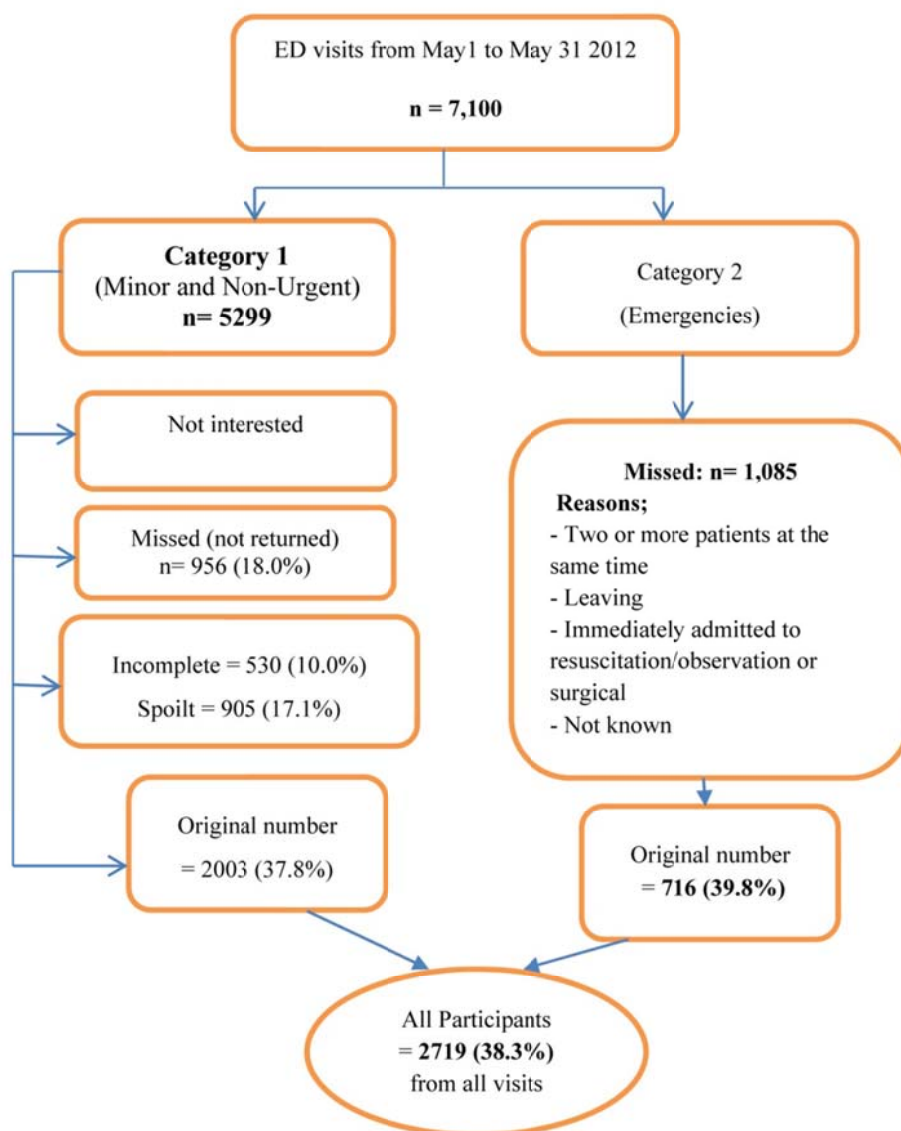 ED visits from May1 to May 31 2012
n = 7,100
Category 1
(Minor and Non-Urgent)
n= 5299
Category 2
(Emergencies)
Not interested
Missed (not returned)
n= 956 (18.0%)
Incomplete = 530 (10.0%)
Spoilt = 905 (17.1%)
Original number
= 2003 (37.8%)
Missed: n= 1,085
Reasons;
- Two or more patients at the
same time
- Leaving
- Immediately admitted to
resuscitation/observation or
surgical
- Not known
Original number
= 716 (39.8%)
All Participants
= 2719 (38.3%)
from all visits